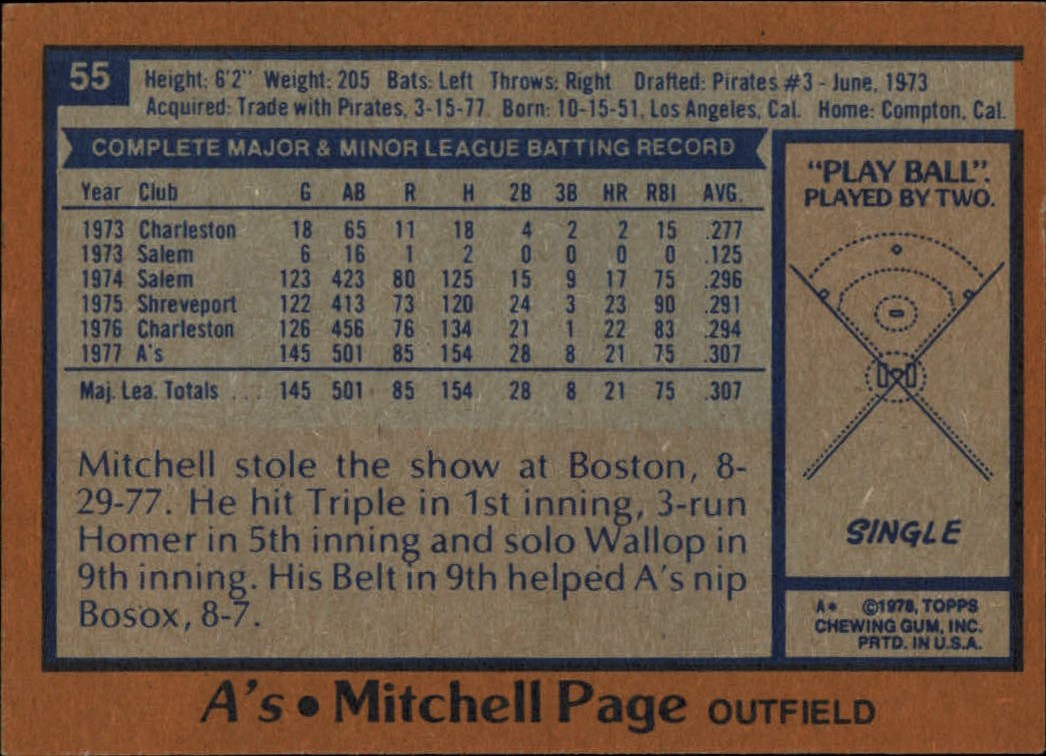 55
Height: 6'2" Weight: 205 Bats: Left Throws: Right Drafted: Pirates #3 - June, 1973
Acquired: Trade with Pirates, 3-15-77. Born: 10-15-51, Los Angeles, Cal. Home: Compton, Cal.
COMPLETE MAJOR & MINOR LEAGUE BATTING RECORD
Year Club G AB R H 2B 3B HR RBI AVG.
1973 Charleston 18 65 11 18 4 2 2 15 .277
1973 Salem 6 16 1 2 0 0 0 0 .125
1974 Salem 123 423 80 125 15 9 17 75 .296
1975 Shreveport 122 413 73 120 24 3 23 90 .291
1976 Charleston 126 456 76 134 21 1 22 83 .294
1977 A's 145 501 85 154 28 8 21 75 .307
Maj. Lea. Totals ... 145 501 85 154 28 8 21 75 .307
Mitchell stole the show at Boston, 8-
29-77. He hit Triple in 1st inning, 3-run
Homer in 5th inning and solo Wallop in
9th inning. His Belt in 9th helped A's nip
Bosox, 8-7.
"PLAY BALL".
PLAYED BY TWO.
SINGLE
A* ©1978, TOPPS
CHEWING GUM, INC.
PRTD. IN U.S.A.
A's • Mitchell Page OUTFIELD